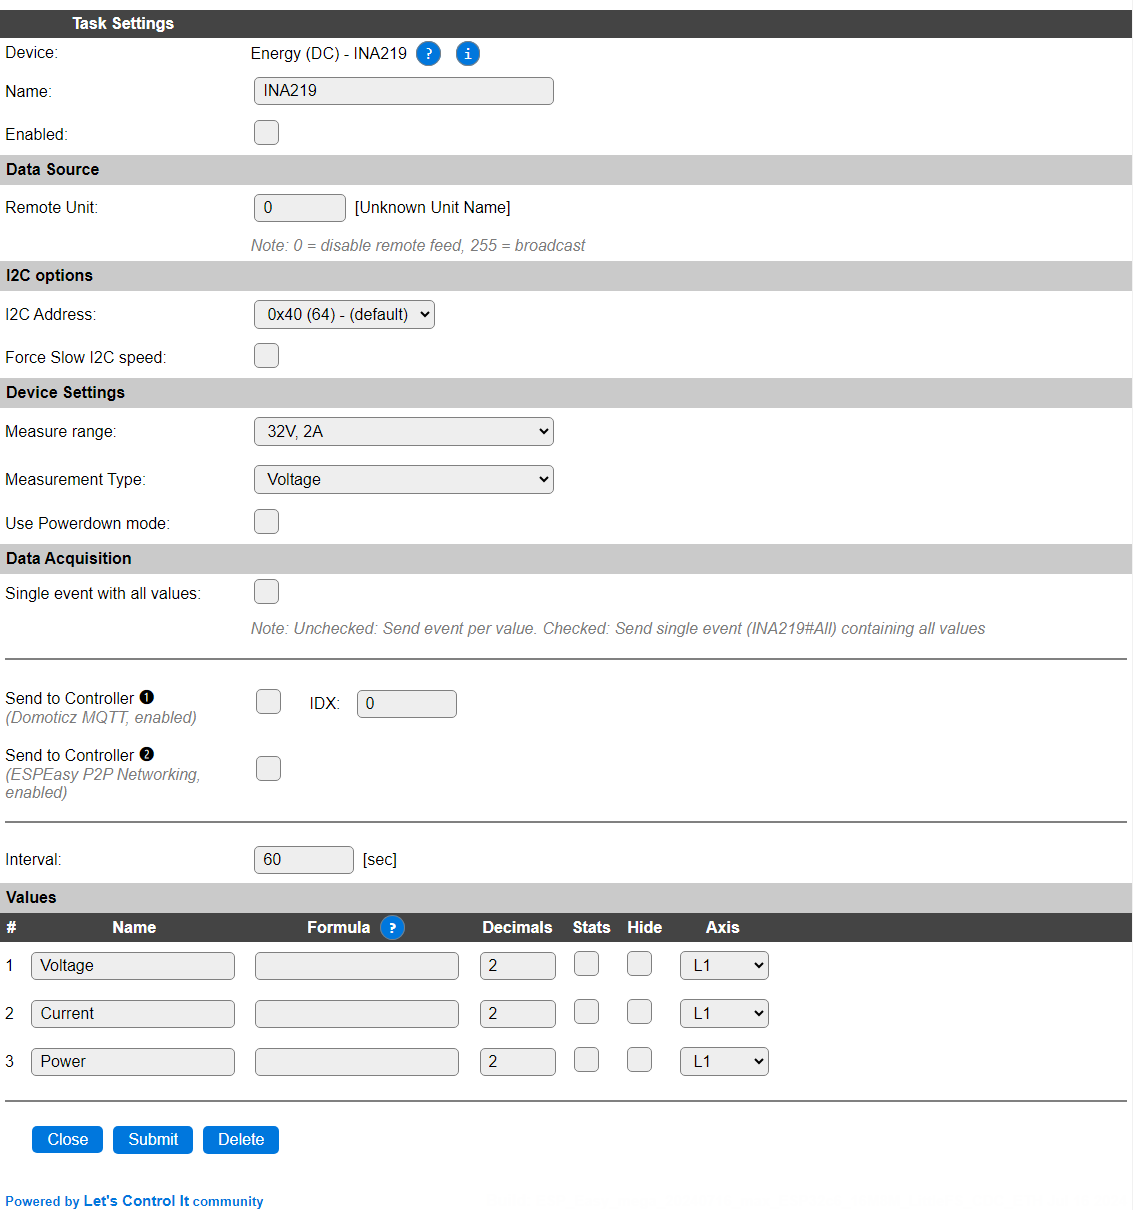 Task Settings
Device: Energy (DC) - INA219 ? i
Name: INA219
Enabled:
Data Source
Remote Unit: 0 [Unknown Unit Name]
Note: 0 = disable remote feed, 255 = broadcast
I2C options
I2C Address: 0x40 (64) - (default)
Force Slow I2C speed:
Device Settings
Measure range: 32V, 2A
Measurement Type: Voltage
Use Powerdown mode:
Data Acquisition
Single event with all values:
Note: Unchecked: Send event per value. Checked: Send single event (INA219#All) containing all values
Send to Controller ❶ IDX: 0
(Domoticz MQTT, enabled)
Send to Controller ❷
(ESPEasy P2P Networking,
enabled)
Interval: 60 [sec]
Values
# Name Formula ? Decimals Stats Hide Axis
1 Voltage 2 L1
2 Current 2 L1
3 Power 2 L1
Close Submit Delete
Powered by Let's Control It community